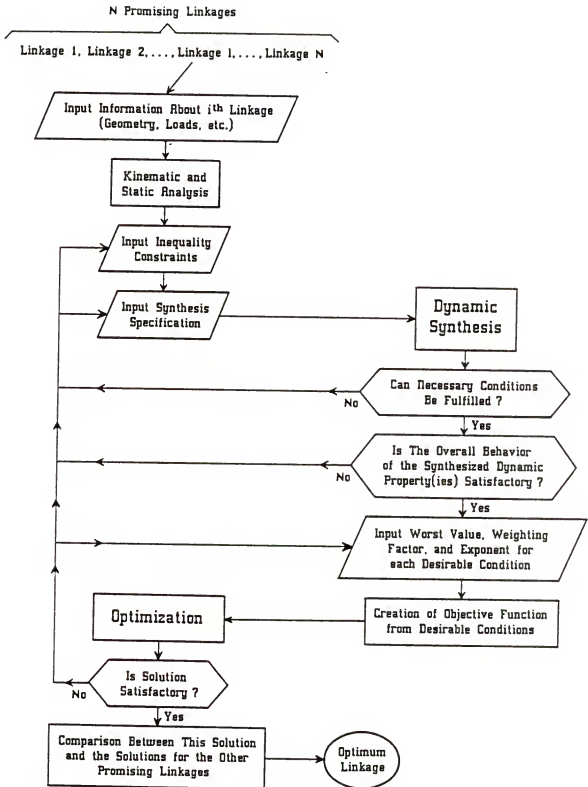 N Promising Linkages
Linkage 1, Linkage 2,...., Linkage l,...., Linkage N
Input Information About ith Linkage
(Geometry, Loads, etc.)
Kinematic and
Static Analysis
Input Inequality
Constraints
Input Synthesis
Specification
Dynamic
Synthesis
Can Necessary Conditions
Be Fulfilled ?
No
Yes
Is The Overall Behavior
of the Synthesized Dynamic
Property(ies) Satisfactory ?
No
Yes
Input Worst Value, Weighting
Factor, and Exponent for
each Desirable Condition
Creation of Objective Function
from Desirable Conditions
Optimization
Is Solution
Satisfactory ?
No
Yes
Comparison Between This Solution
and the Solutions for the Other
Promising Linkages
Optimum
Linkage